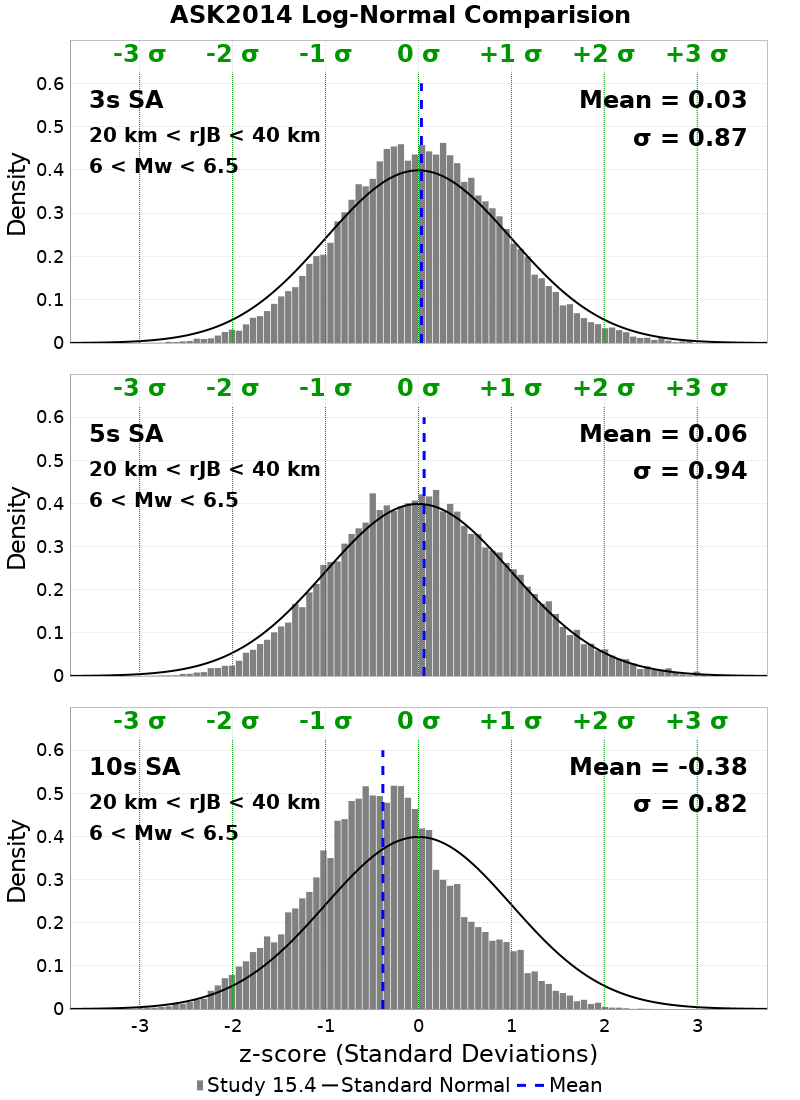 ASK2014 Log-Normal Comparision
-3 σ -2 σ -1 σ 0 σ +1 σ +2 σ +3 σ
3s SA
20 km < rJB < 40 km
6 < Mw < 6.5
Mean = 0.03
σ = 0.87
Density
0.6
0.5
0.4
0.3
0.2
0.1
0
-3 σ -2 σ -1 σ 0 σ +1 σ +2 σ +3 σ
5s SA
20 km < rJB < 40 km
6 < Mw < 6.5
Mean = 0.06
σ = 0.94
Density
0.6
0.5
0.4
0.3
0.2
0.1
0
-3 σ -2 σ -1 σ 0 σ +1 σ +2 σ +3 σ
10s SA
20 km < rJB < 40 km
6 < Mw < 6.5
Mean = -0.38
σ = 0.82
Density
0.6
0.5
0.4
0.3
0.2
0.1
0
-3 -2 -1 0 1 2 3
z-score (Standard Deviations)
Study 15.4 Standard Normal Mean